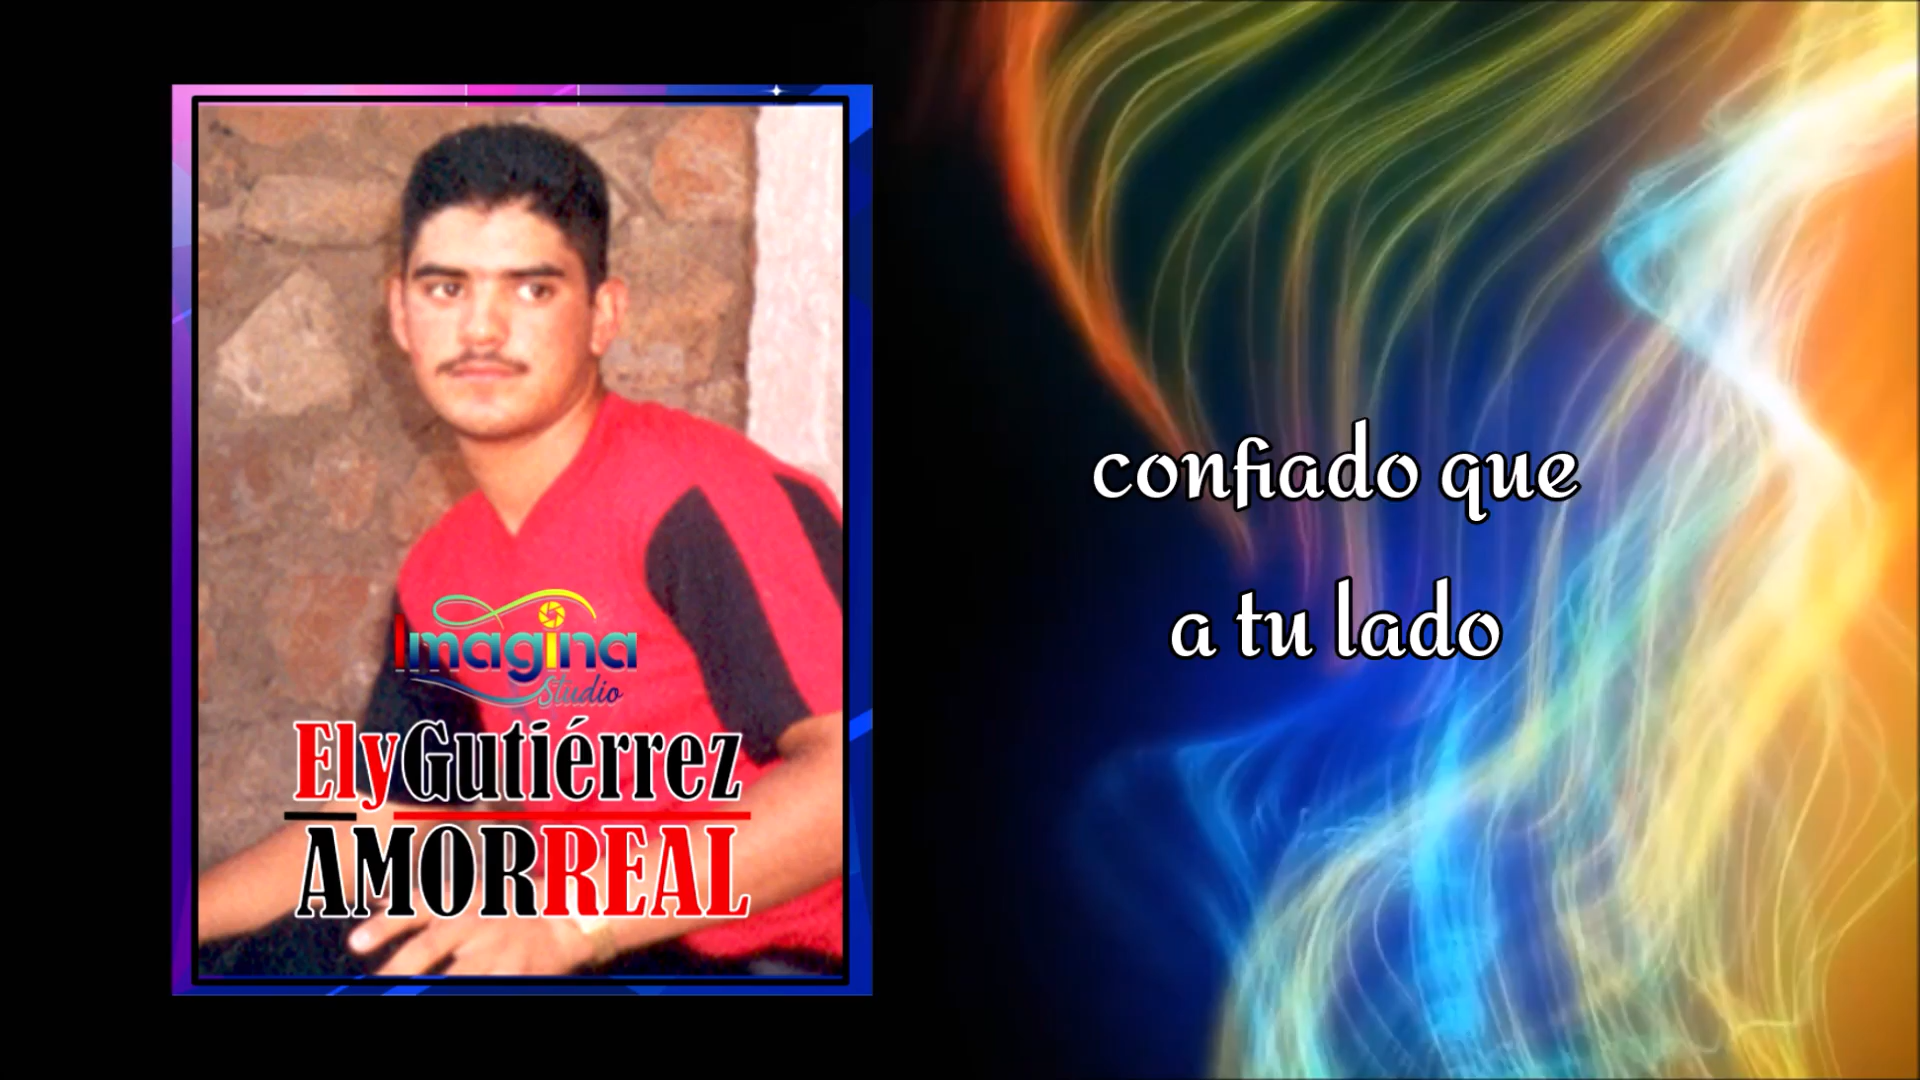 Imagina
Studio
ElyGutiérrez
AMORREAL
confiado que
a tu lado